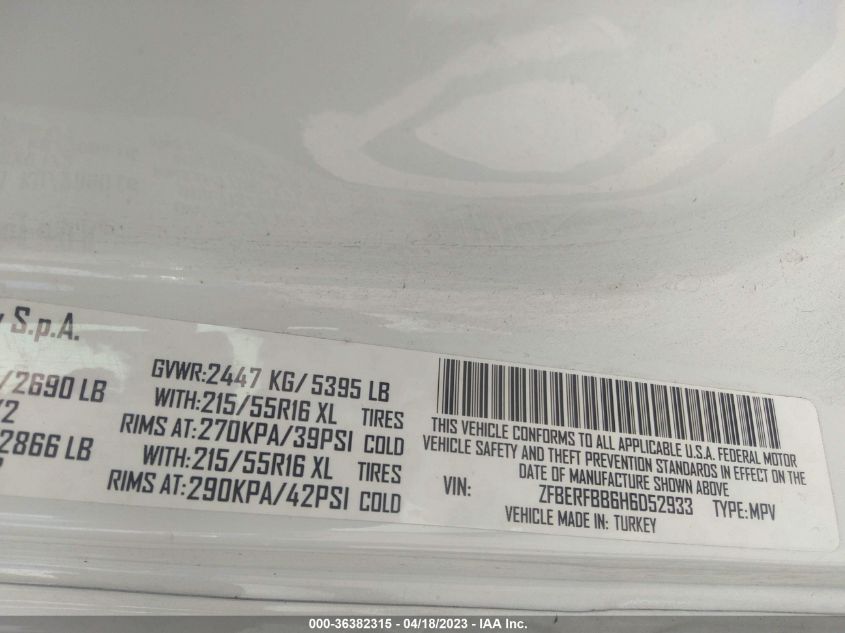 S.p.A.
/2690 LB
2866 LB
GVWR:2447 KG/ 5395 LB
WITH:215/55R16 XL TIRES
RIMS AT:270KPA/39PSI COLD
WITH:215/55R16 XL TIRES
RIMS AT:290KPA/42PSI COLD
THIS VEHICLE CONFORMS TO ALL APPLICABLE U.S.A. FEDERAL MOTOR
VEHICLE SAFETY AND THEFT PREVENTION STANDARDS IN EFFECT ON THE
DATE OF MANUFACTURE SHOWN ABOVE
VIN: ZFBERFBB6H6D52933 TYPE:MPV
VEHICLE MADE IN: TURKEY
000-36382315 - 04/18/2023 - IAA Inc.